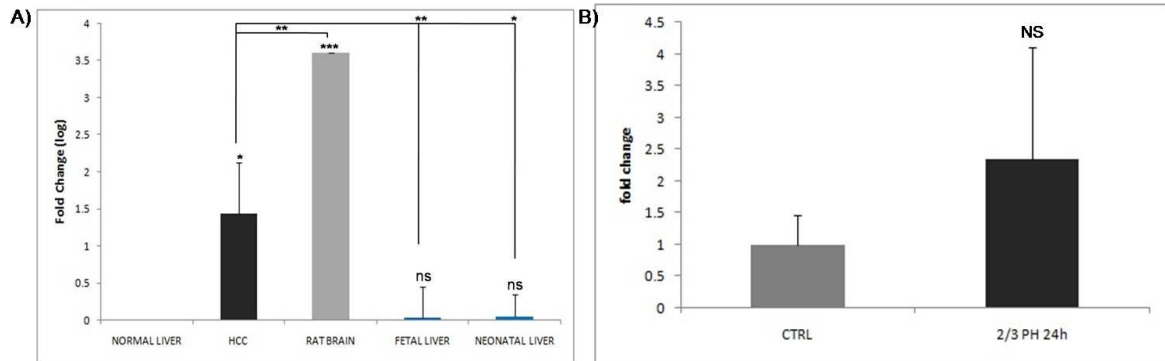 A)
Fold Change (log)
4
3.5
3
2.5
2
1.5
1
0.5
0
**
*
**
***
*
ns
ns
NORMAL LIVER HCC RAT BRAIN FETAL LIVER NEONATAL LIVER
B)
fold change
4.5
4
3.5
3
2.5
2
1.5
1
0.5
0
NS
CTRL 2/3 PH 24h